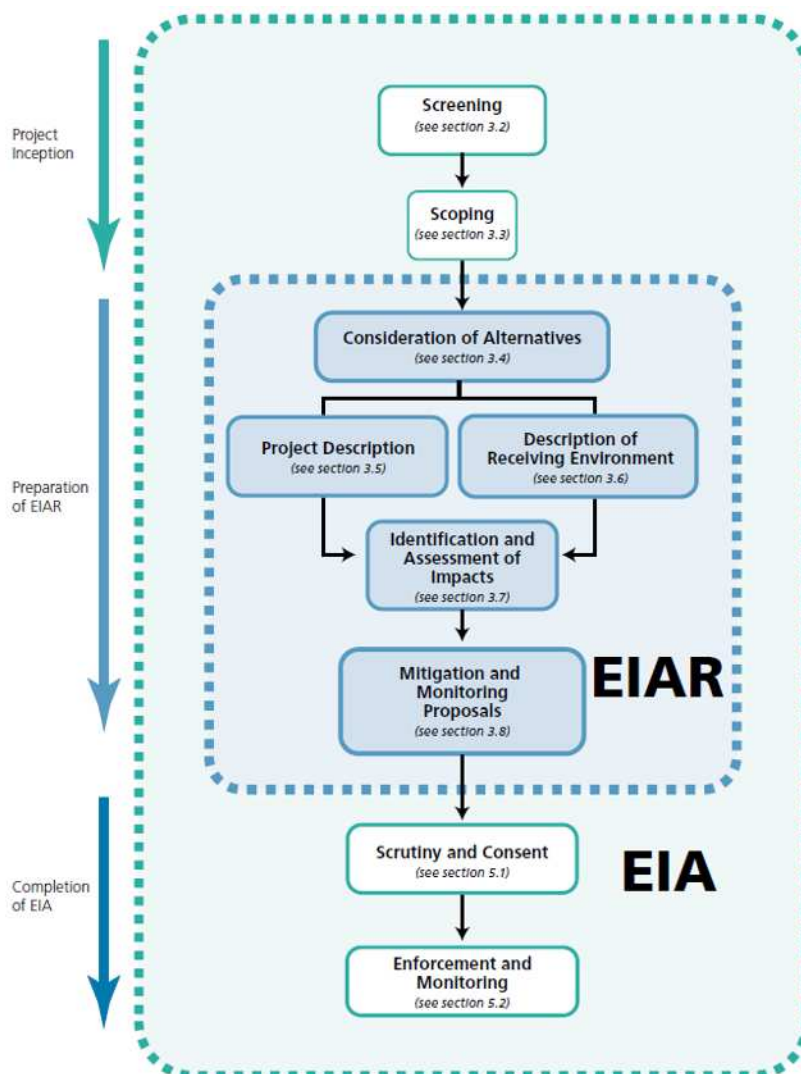 Project
Inception
Screening
(see section 3.2)
Scoping
(see section 3.3)
Preparation
of EIAR
Consideration of Alternatives
(see section 3.4)
Project Description
(see section 3.5)
Description of
Receiving Environment
(see section 3.6)
Identification and
Assessment of
Impacts
(see section 3.7)
Mitigation and
Monitoring
Proposals
(see section 3.8)
EIAR
Completion
of EIA
Scrutiny and Consent
(see section 5.1)
EIA
Enforcement and
Monitoring
(see section 5.2)